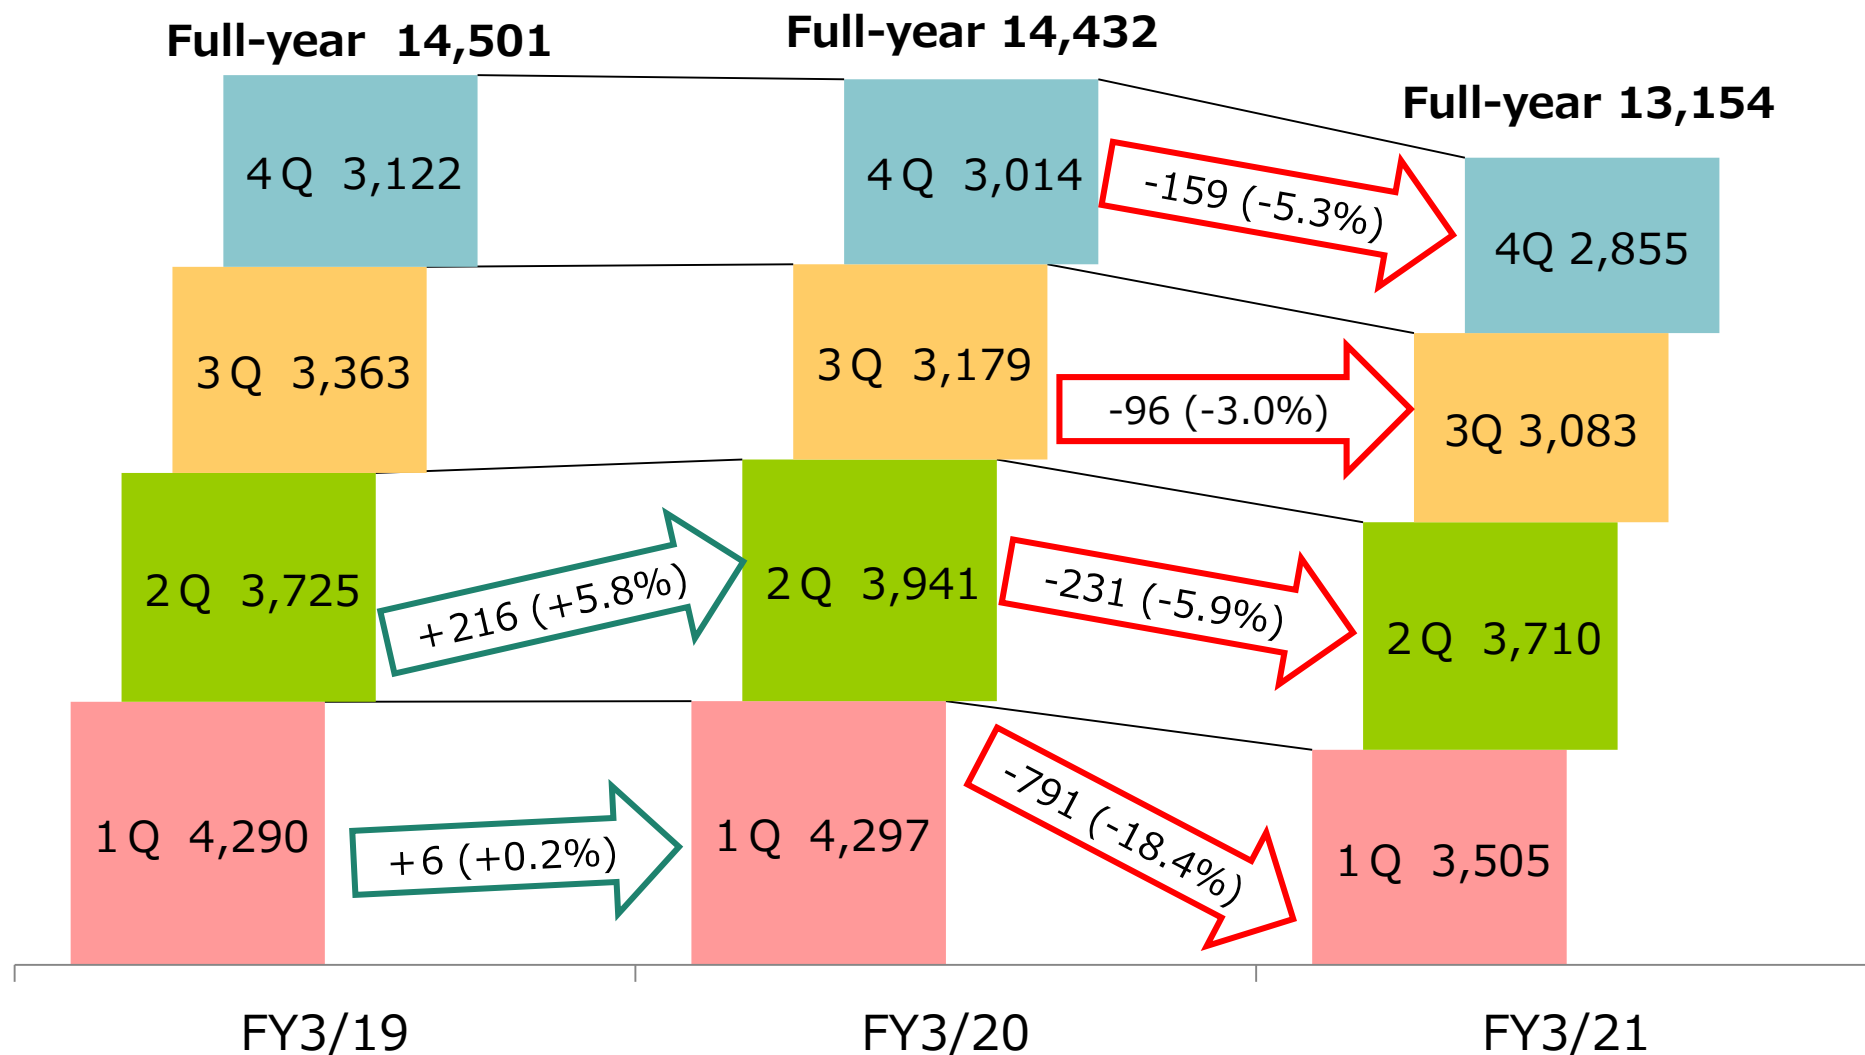 Full-year 14,501
Full-year 14,432
Full-year 13,154
4Q 3,122
4Q 3,014
-159 (-5.3%)
4Q 2,855
3Q 3,363
3Q 3,179
-96 (-3.0%)
3Q 3,083
2Q 3,725
+216 (+5.8%)
2Q 3,941
-231 (-5.9%)
2Q 3,710
1Q 4,290
+6 (+0.2%)
1Q 4,297
-791 (-18.4%)
1Q 3,505
FY3/19
FY3/20
FY3/21